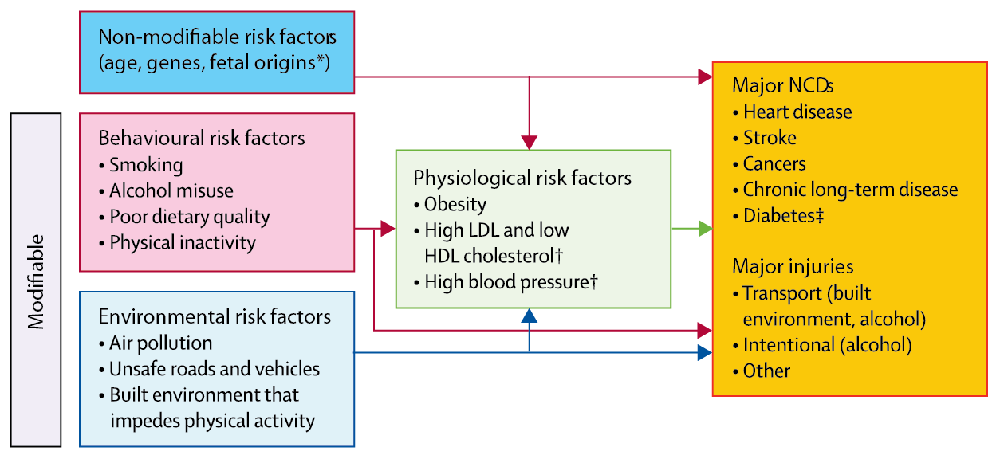 Non-modifiable risk factors
(age, genes, fetal origins*)
Modifiable
Behavioural risk factors
• Smoking
• Alcohol misuse
• Poor dietary quality
• Physical inactivity
Environmental risk factors
• Air pollution
• Unsafe roads and vehicles
• Built environment that
impedes physical activity
Physiological risk factors
• Obesity
• High LDL and low
HDL cholesterol†
• High blood pressure†
Major NCDs
• Heart disease
• Stroke
• Cancers
• Chronic long-term disease
• Diabetes‡
Major injuries
• Transport (built
environment, alcohol)
• Intentional (alcohol)
• Other